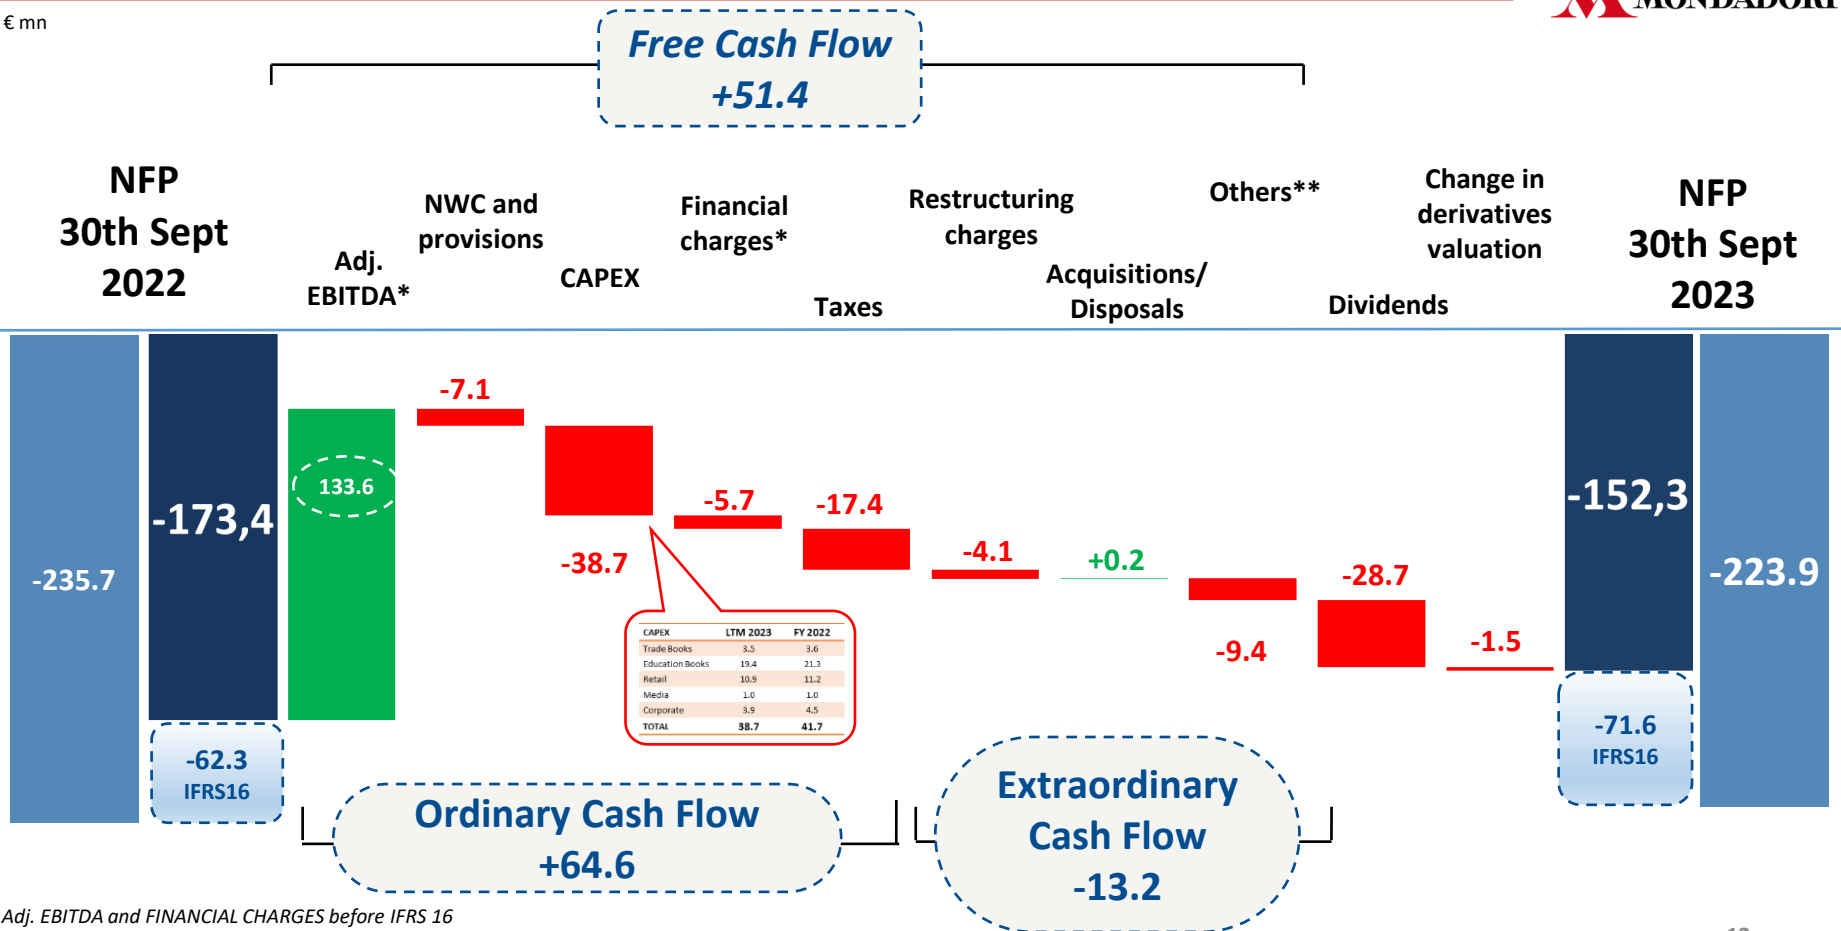 MONDADORI
€ mn
Free Cash Flow
+51.4
NFP
30th Sept
2022
Adj.
EBITDA*
NWC and
provisions
CAPEX
Financial
charges*
Taxes
Restructuring
charges
Acquisitions/
Disposals
Others**
Dividends
Change in
derivatives
valuation
NFP
30th Sept
2023
-235.7
-173,4
-62.3
IFRS16
133.6
-7.1
-38.7
-5.7
-17.4
-4.1
+0.2
-9.4
-28.7
-1.5
-152,3
-71.6
IFRS16
-223.9
CAPEX LTM 2023 FY 2022
Trade Books 3.5 3.6
Education Books 19.4 21.3
Retail 10.9 11.2
Media 1.0 1.0
Corporate 3.9 4.5
TOTAL 38.7 41.7
Ordinary Cash Flow
+64.6
Extraordinary
Cash Flow
-13.2
Adj. EBITDA and FINANCIAL CHARGES before IFRS 16